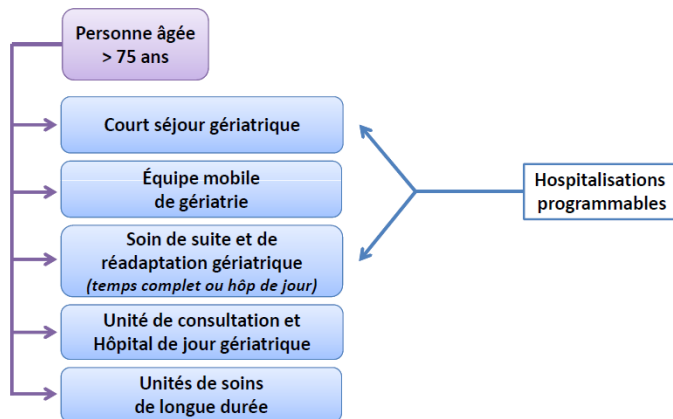 Personne âgée
> 75 ans
Court séjour gériatrique
Équipe mobile
de gériatrie
Hospitalisations
programmables
Soin de suite et de
réadaptation gériatrique
(temps complet ou hôp de jour)
Unité de consultation et
Hôpital de jour gériatrique
Unités de soins
de longue durée